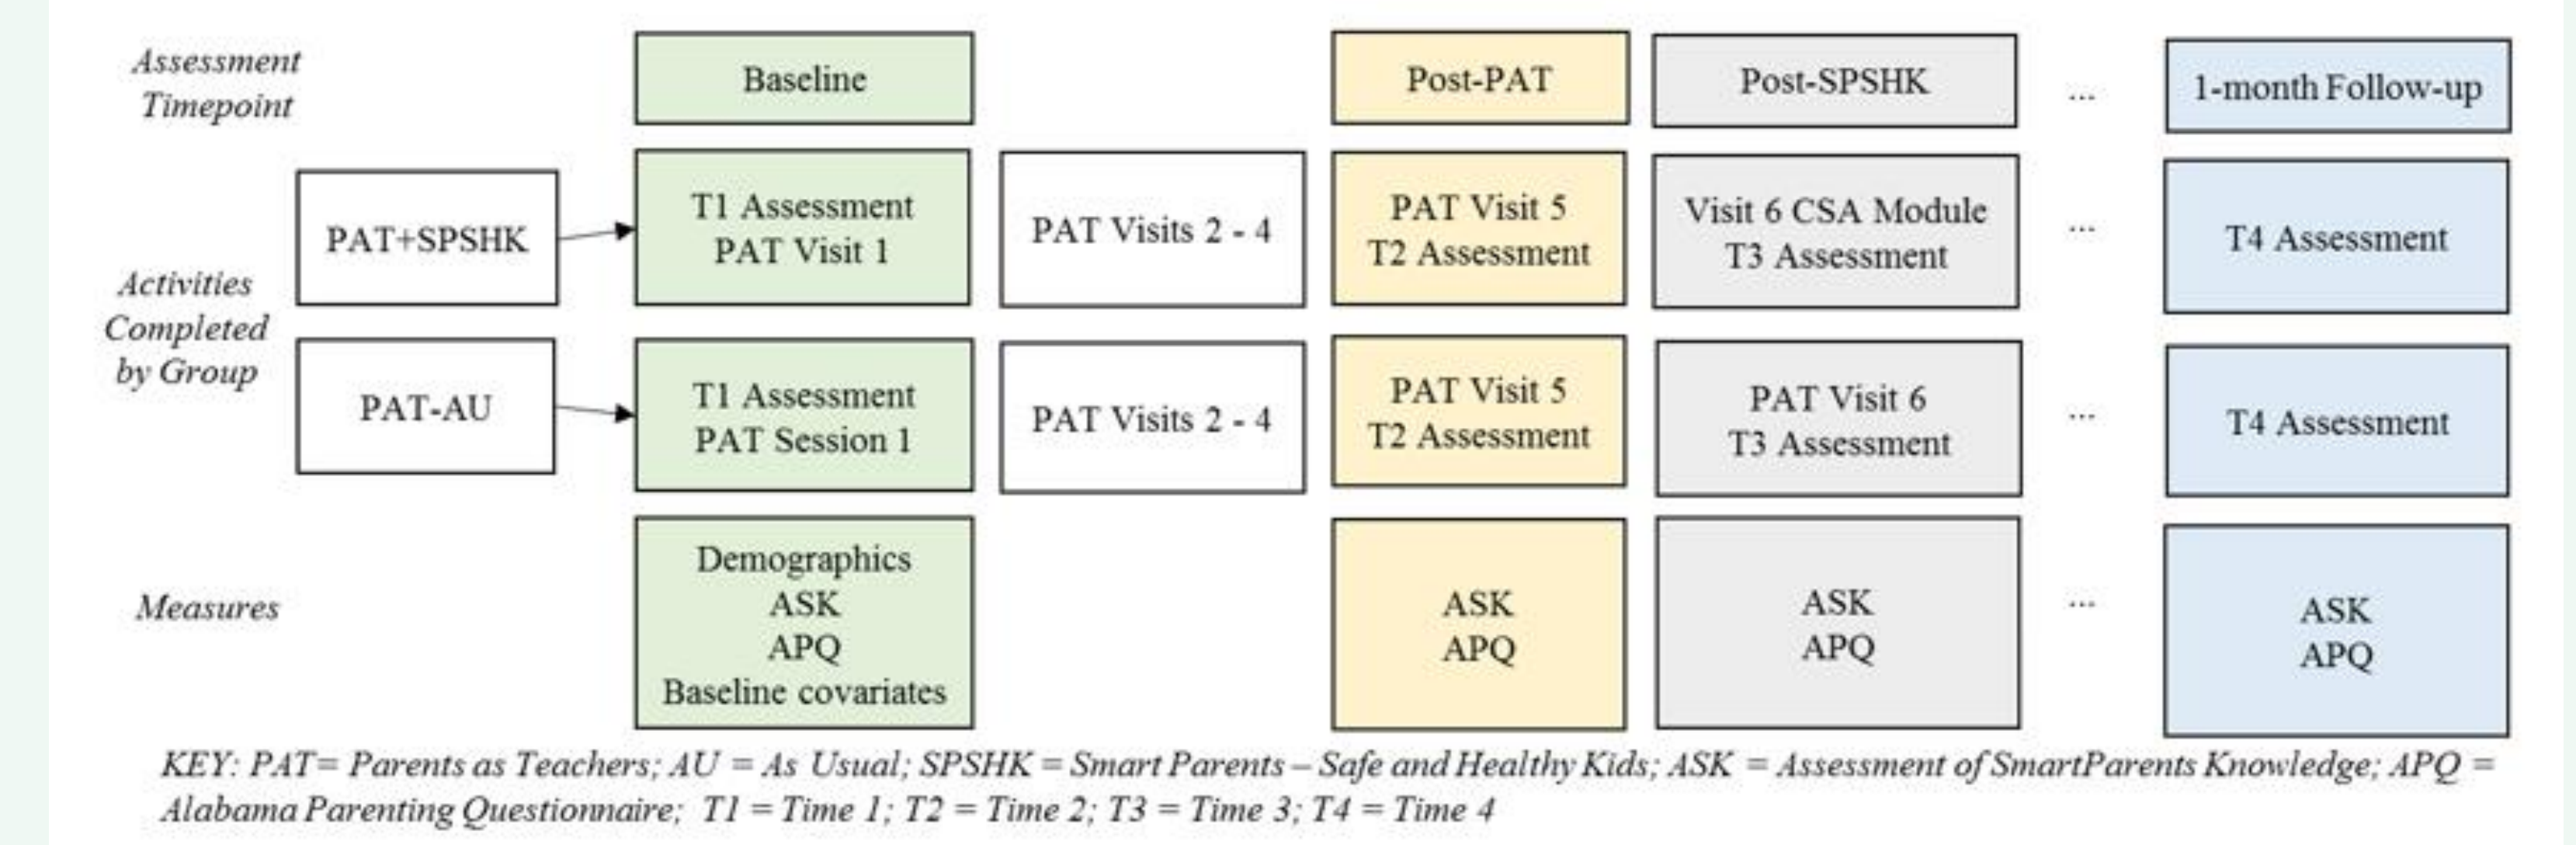 Assessment
Timepoint
Baseline
Post-PAT
Post-SPSHK
...
1-month Follow-up
Activities
Completed
by Group
PAT+SPSHK
T1 Assessment
PAT Visit 1
PAT Visits 2 - 4
PAT Visit 5
T2 Assessment
Visit 6 CSA Module
T3 Assessment
...
T4 Assessment
PAT-AU
T1 Assessment
PAT Session 1
PAT Visits 2 - 4
PAT Visit 5
T2 Assessment
PAT Visit 6
T3 Assessment
...
T4 Assessment
Measures
Demographics
ASK
APQ
Baseline covariates
ASK
APQ
ASK
APQ
...
ASK
APQ
KEY: PAT= Parents as Teachers; AU = As Usual; SPSHK = Smart Parents – Safe and Healthy Kids; ASK = Assessment of SmartParents Knowledge; APQ =
Alabama Parenting Questionnaire; T1 = Time 1; T2 = Time 2; T3 = Time 3; T4 = Time 4